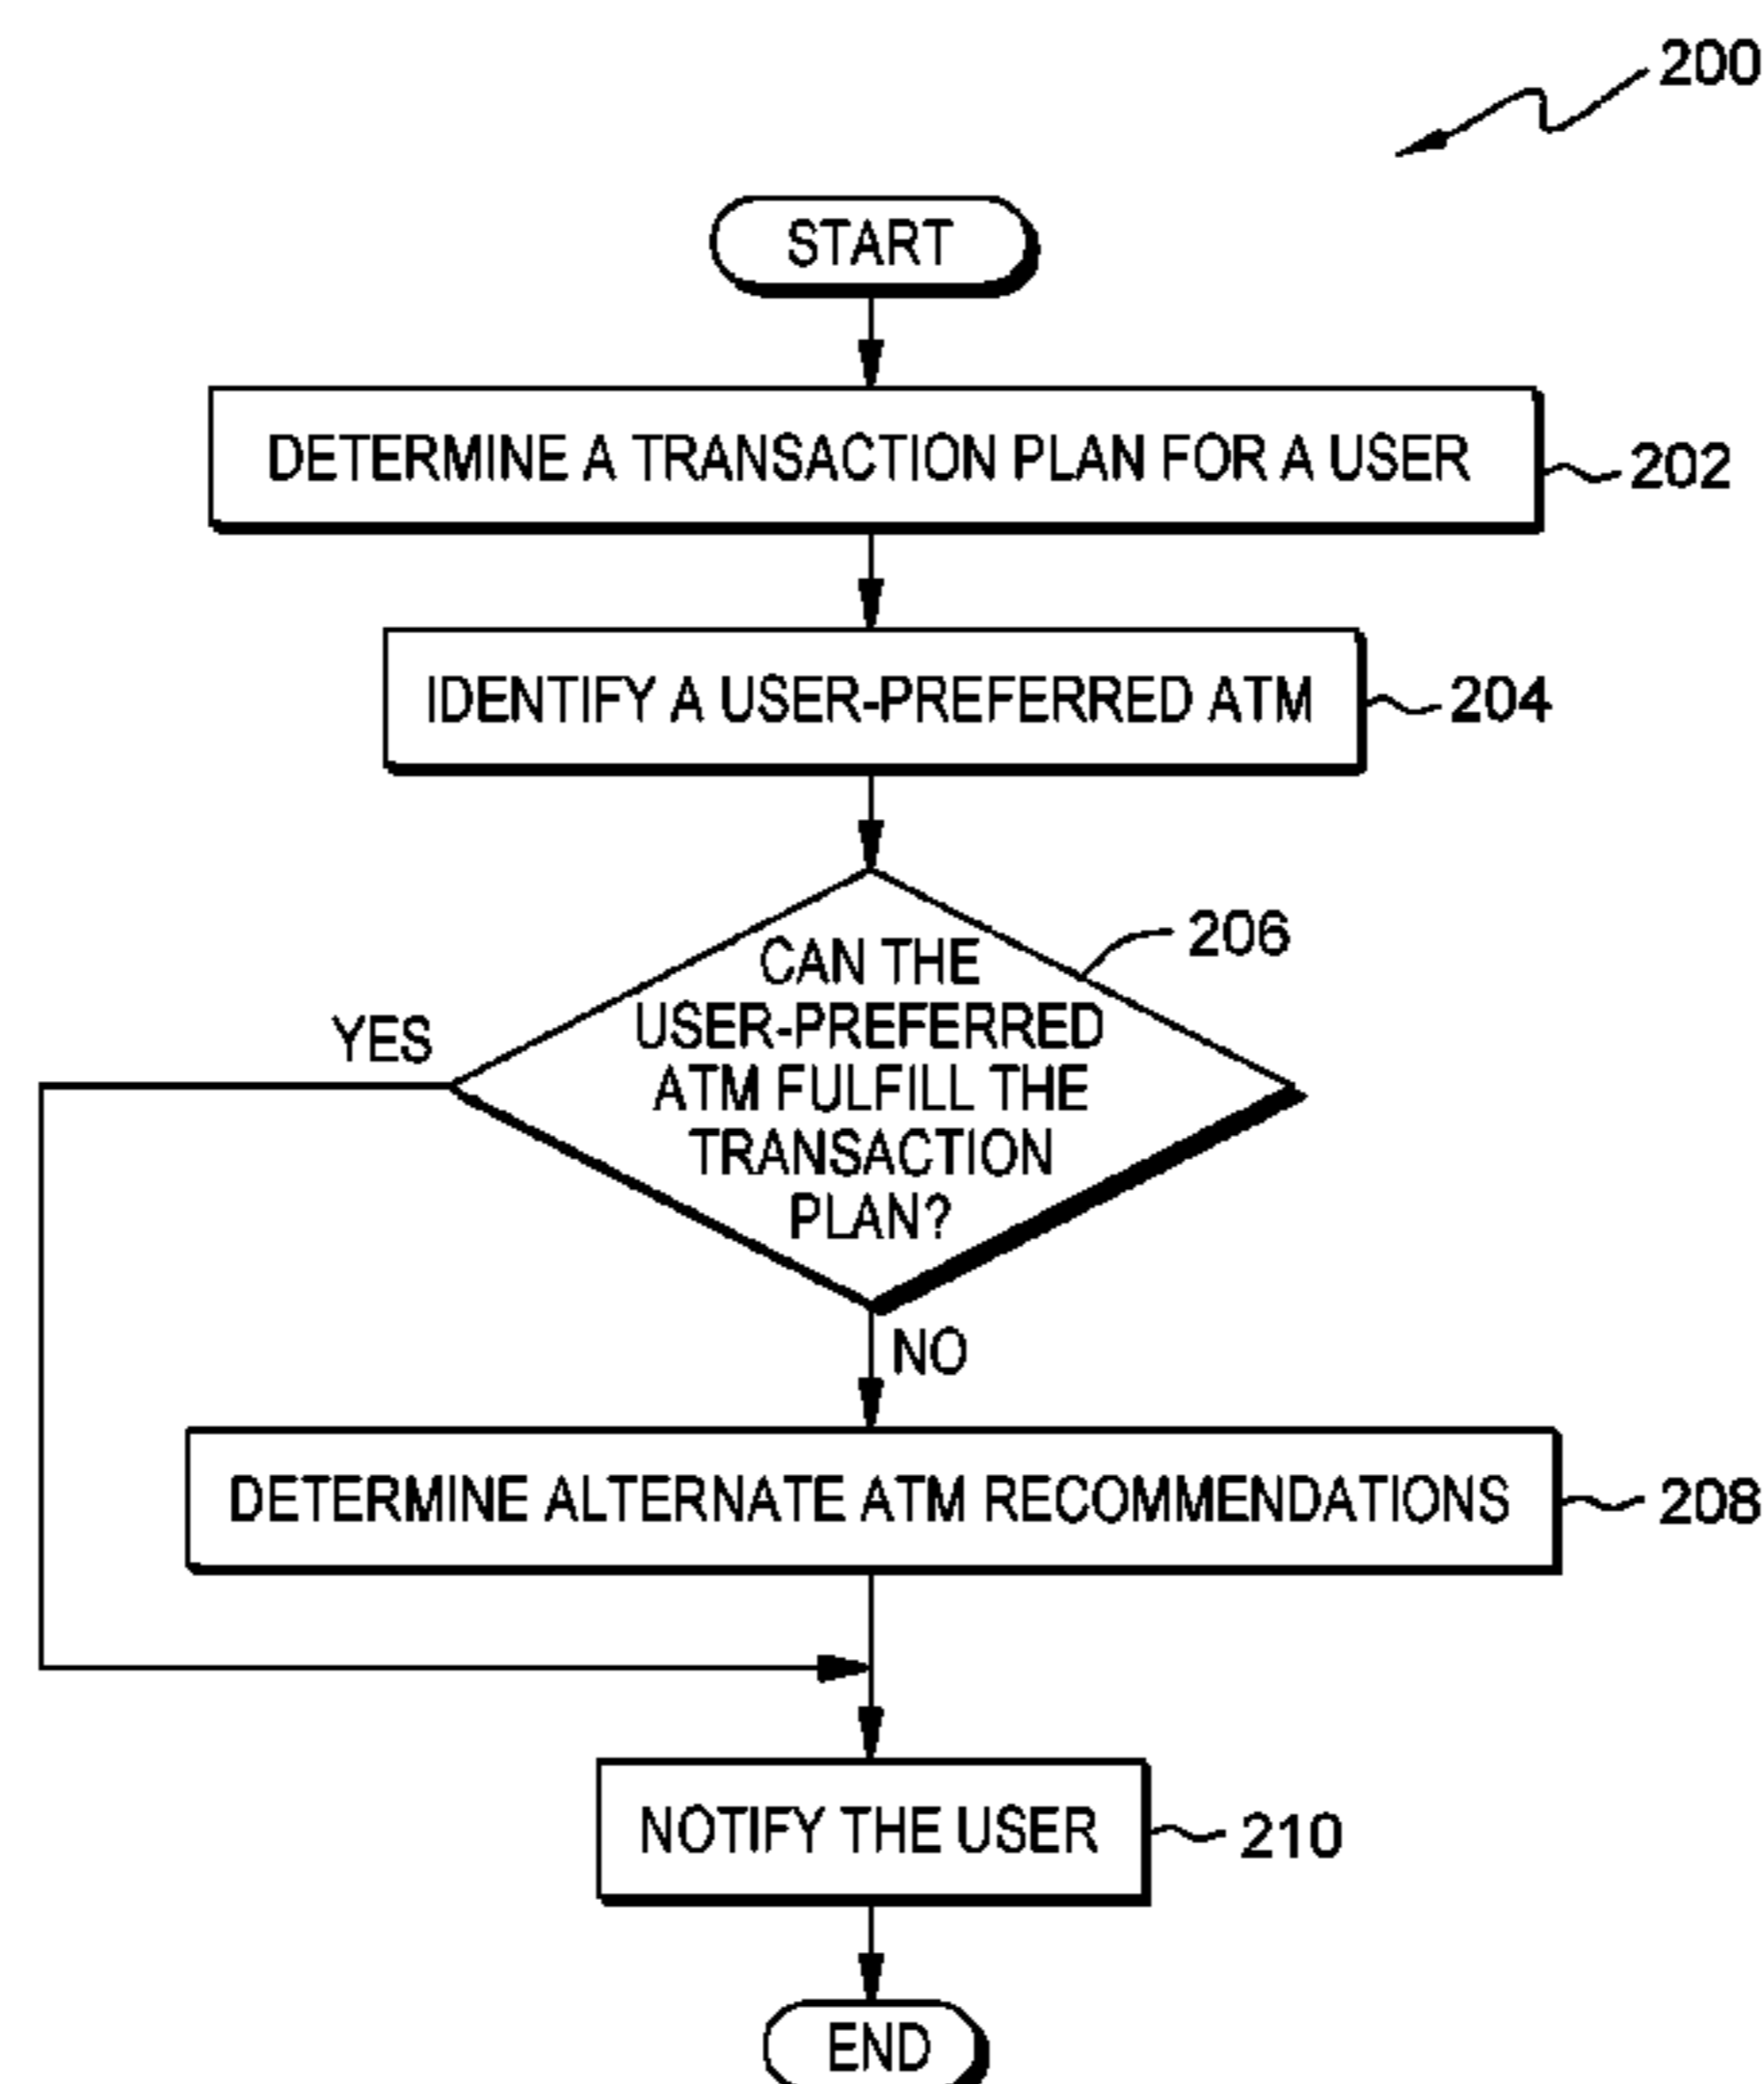 200
START
DETERMINE A TRANSACTION PLAN FOR A USER
202
IDENTIFY A USER-PREFERRED ATM
204
206
CAN THE
USER-PREFERRED
ATM FULFILL THE
TRANSACTION
PLAN?
YES
NO
DETERMINE ALTERNATE ATM RECOMMENDATIONS
208
NOTIFY THE USER
210
END